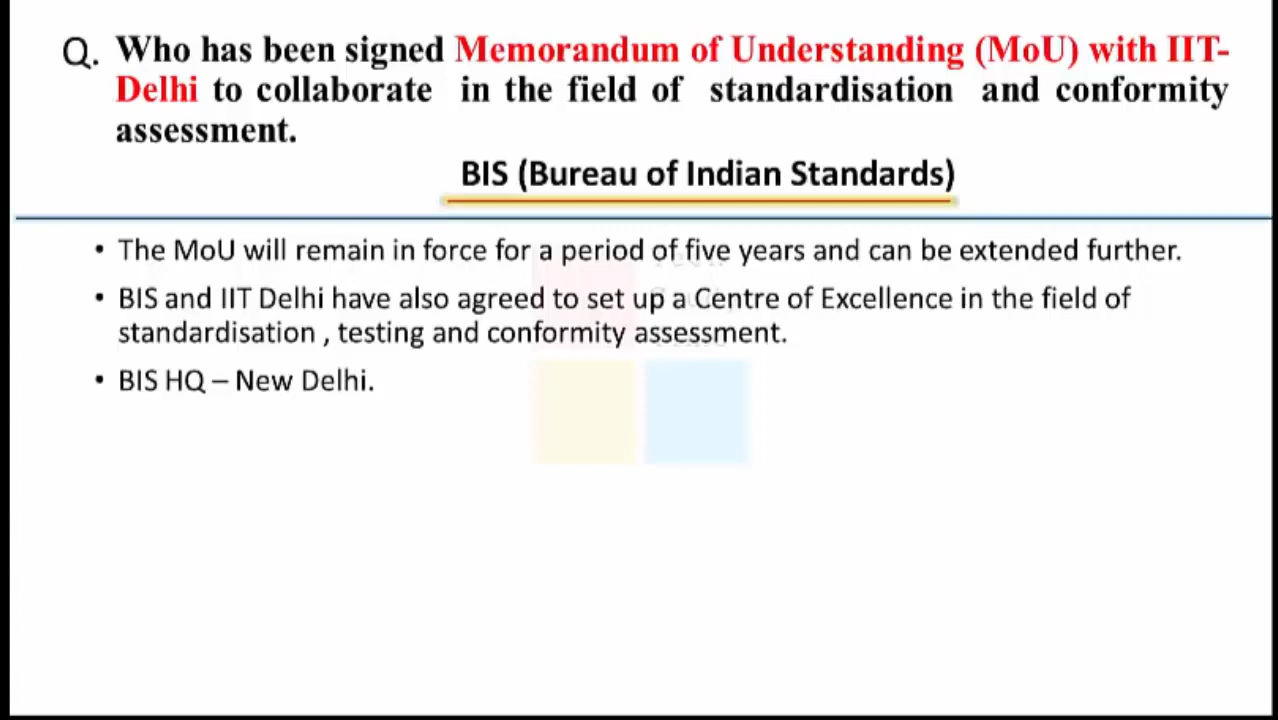 Q. Who has been signed Memorandum of Understanding (MoU) with IIT-
Delhi to collaborate in the field of standardisation and conformity
assessment.
BIS (Bureau of Indian Standards)
• The MoU will remain in force for a period of five years and can be extended further.
• BIS and IIT Delhi have also agreed to set up a Centre of Excellence in the field of
standardisation , testing and conformity assessment.
• BIS HQ – New Delhi.